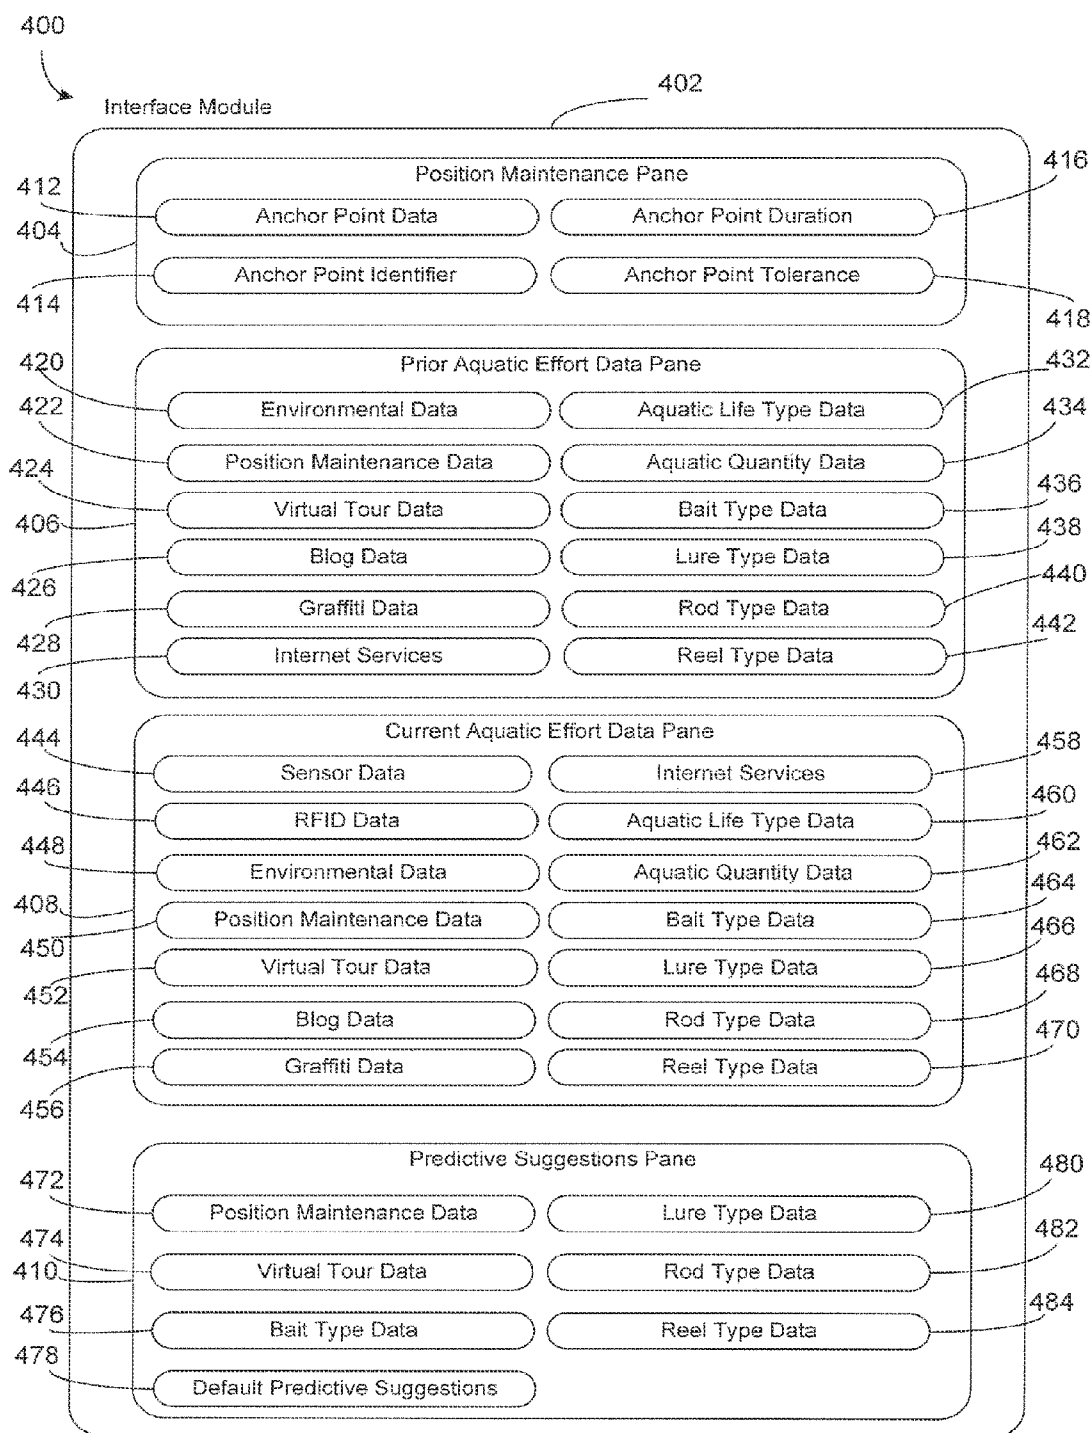 400
Interface Module
402
Position Maintenance Pane
412
Anchor Point Data
Anchor Point Duration
416
404
414
Anchor Point Identifier
Anchor Point Tolerance
418
Prior Aquatic Effort Data Pane
420
Environmental Data
Aquatic Life Type Data
432
422
Position Maintenance Data
Aquatic Quantity Data
434
424
Virtual Tour Data
Bait Type Data
436
406
426
Blog Data
Lure Type Data
438
428
Graffiti Data
Rod Type Data
440
430
Internet Services
Reel Type Data
442
Current Aquatic Effort Data Pane
444
Sensor Data
Internet Services
458
446
RFID Data
Aquatic Life Type Data
460
448
Environmental Data
Aquatic Quantity Data
462
408
450
Position Maintenance Data
Bait Type Data
464
452
Virtual Tour Data
Lure Type Data
466
454
Blog Data
Rod Type Data
468
456
Graffiti Data
Reel Type Data
470
Predictive Suggestions Pane
472
Position Maintenance Data
Lure Type Data
480
474
Virtual Tour Data
Rod Type Data
482
410
476
Bait Type Data
Reel Type Data
484
478
Default Predictive Suggestions